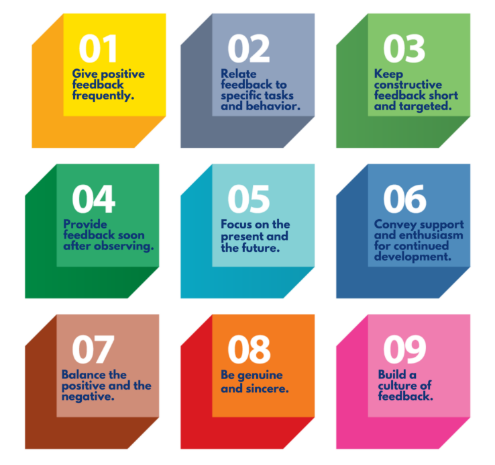 01
Give positive
feedback
frequently.
02
Relate
feedback to
specific tasks
and behavior.
03
Keep
constructive
feedback short
and targeted.
04
Provide
feedback soon
after observing.
05
Focus on the
present and
the future.
06
Convey support
and enthusiasm
for continued
development.
07
Balance the
positive and the
negative.
08
Be genuine
and sincere.
09
Build a
culture of
feedback.